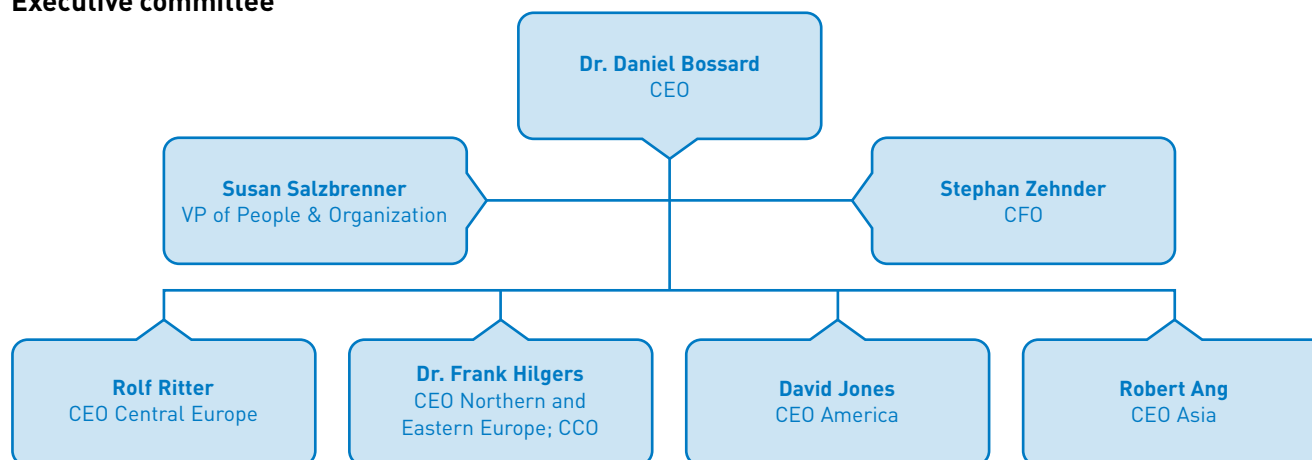 Executive committee
Dr. Daniel Bossard
CEO
Susan Salzbrenner
VP of People & Organization
Stephan Zehnder
CFO
Rolf Ritter
CEO Central Europe
Dr. Frank Hilgers
CEO Northern and
Eastern Europe; CCO
David Jones
CEO America
Robert Ang
CEO Asia